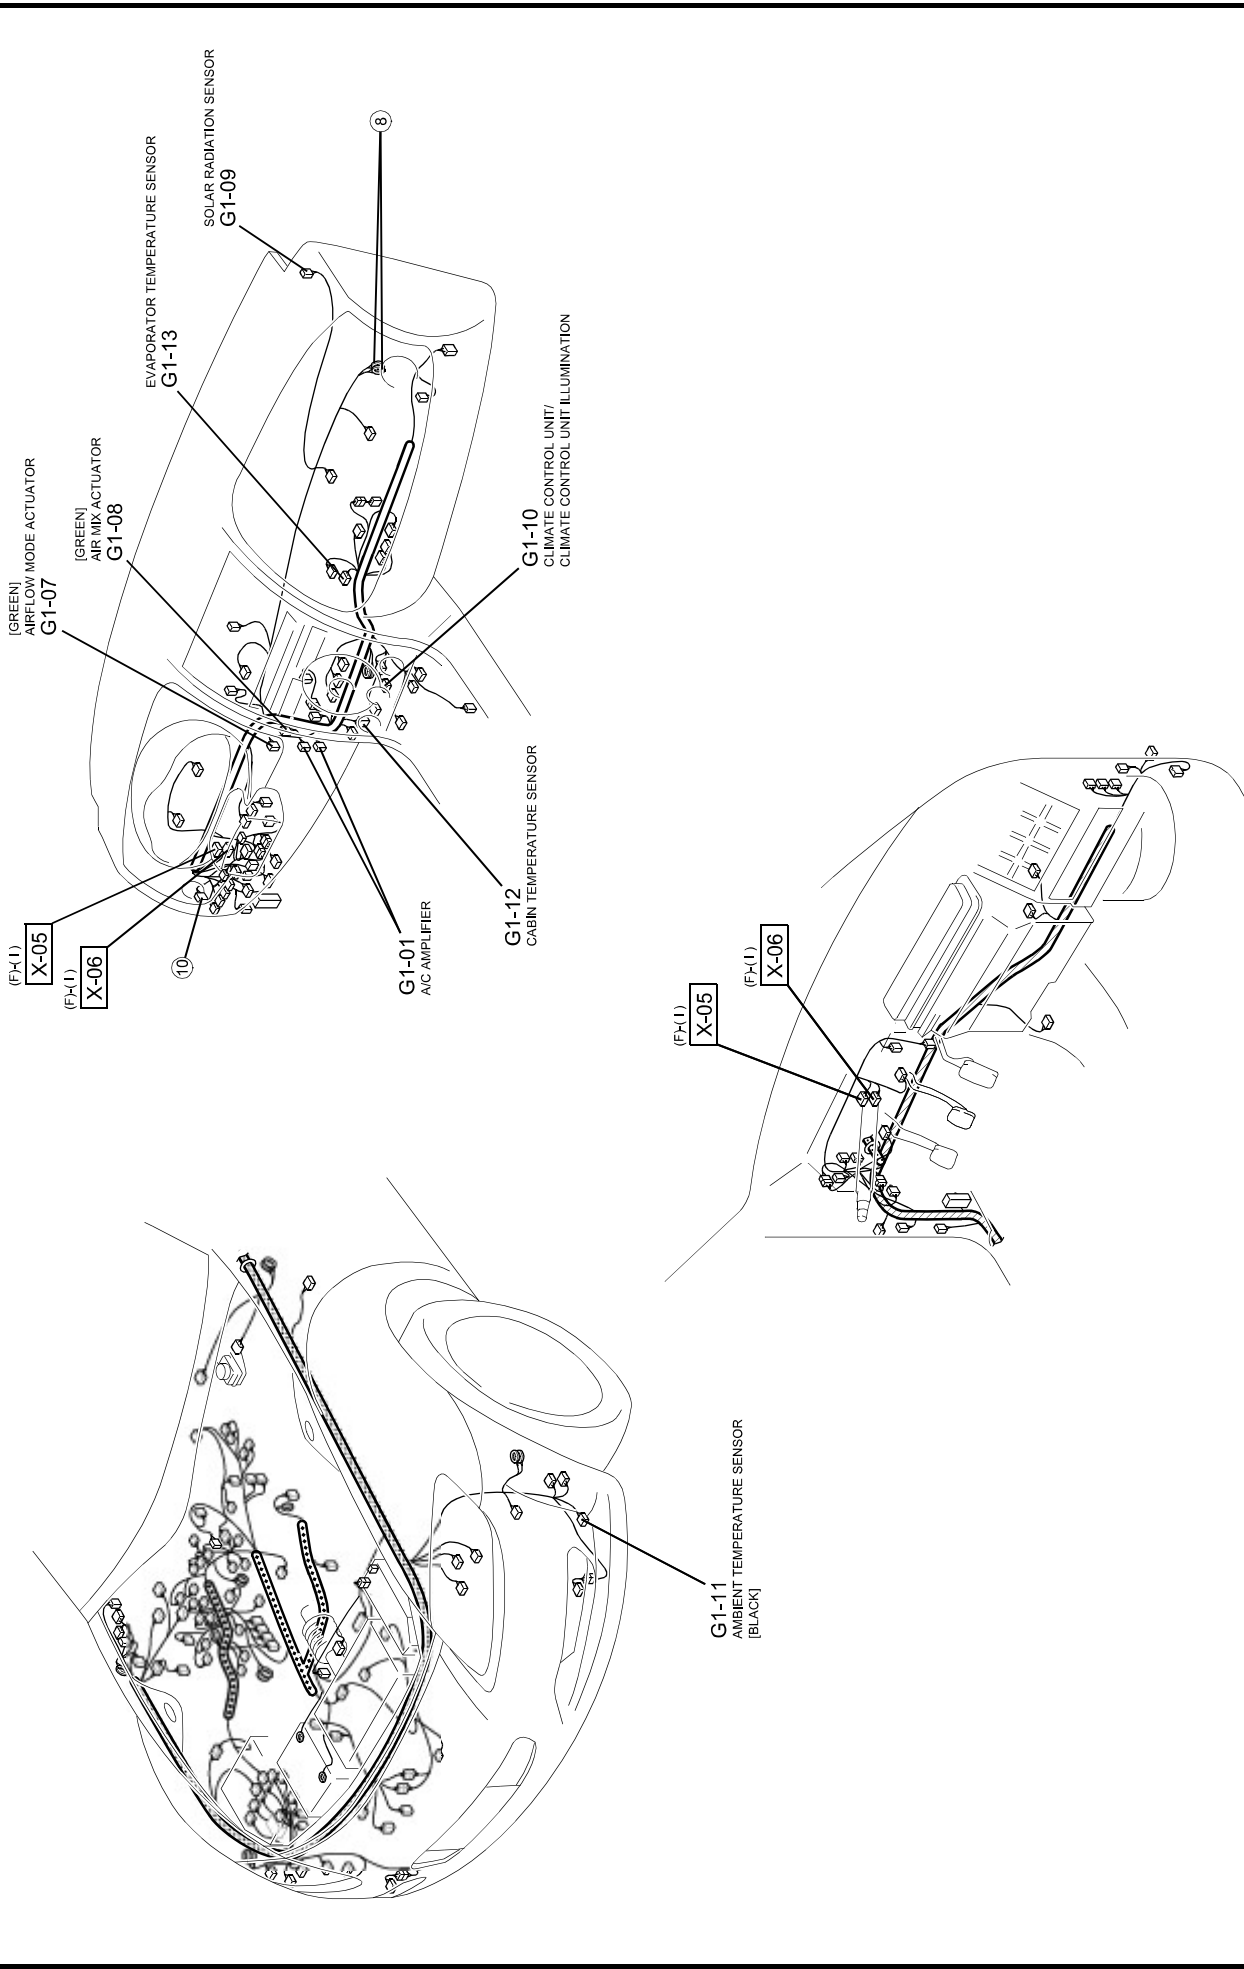 [GREEN]
AIRFLOW MODE ACTUATOR
G1-07
[GREEN]
AIR MIX ACTUATOR
G1-08
EVAPORATOR TEMPERATURE SENSOR
G1-13
SOLAR RADIATION SENSOR
G1-09
8
(F)-(I)
X-05
(F)-(I)
X-06
10
G1-01
A/C AMPLIFIER
G1-12
CABIN TEMPERATURE SENSOR
G1-10
CLIMATE CONTROL UNIT/
CLIMATE CONTROL UNIT ILLUMINATION
(F)-(I)
X-05
(F)-(I)
X-06
G1-11
AMBIENT TEMPERATURE SENSOR
[BLACK]